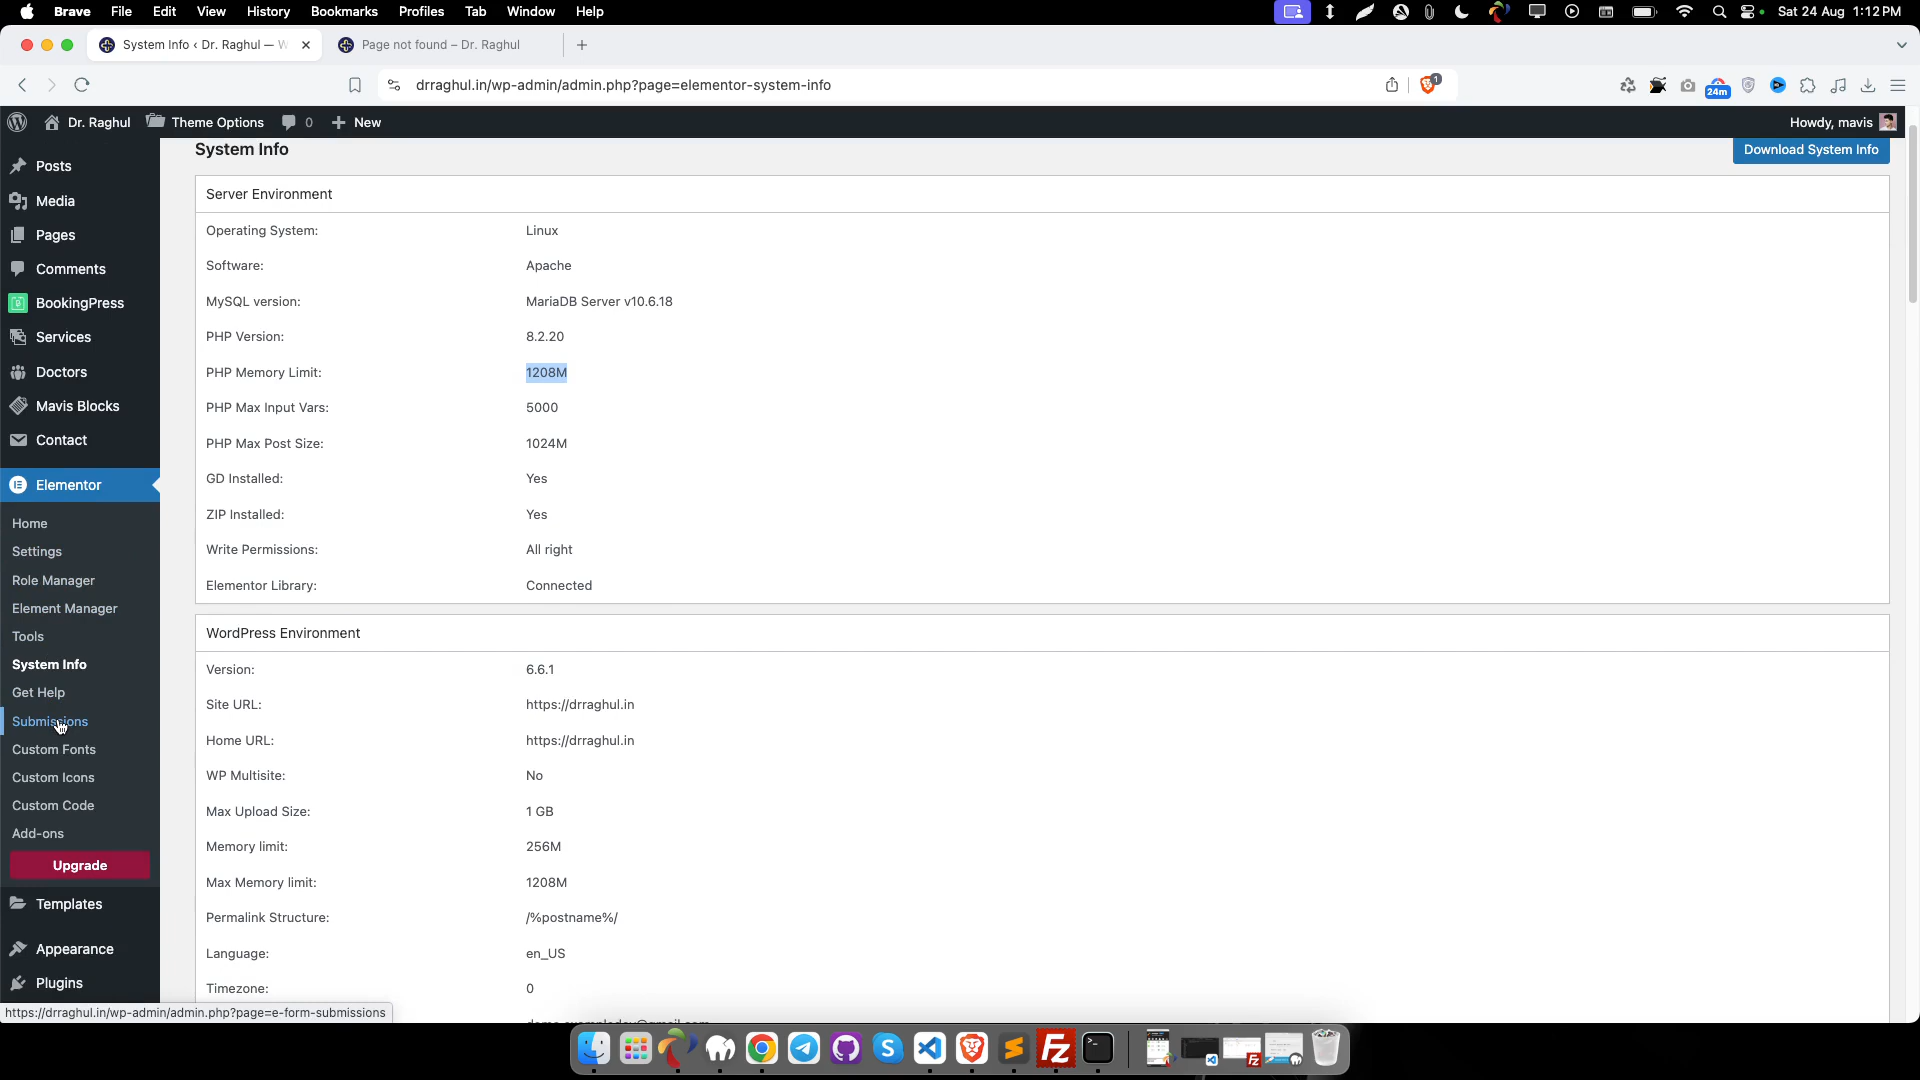 Brave File Edit View History Bookmarks Profiles Tab Window Help Sat 24 Aug 1:12 PM
System Info ‹ Dr. Raghul — W Page not found – Dr. Raghul
drraghul.in/wp-admin/admin.php?page=elementor-system-info 1 24m
Dr. Raghul Theme Options 0 New Howdy, mavis
System Info Download System Info
Posts
Media
Pages
Comments
BookingPress
Services
Doctors
Mavis Blocks
Contact
Elementor
Home
Settings
Role Manager
Element Manager
Tools
System Info
Get Help
Submissions
Custom Fonts
Custom Icons
Custom Code
Add-ons
Upgrade
Templates
Appearance
Plugins
Server Environment
Operating System: Linux
Software: Apache
MySQL version: MariaDB Server v10.6.18
PHP Version: 8.2.20
PHP Memory Limit: 1208M
PHP Max Input Vars: 5000
PHP Max Post Size: 1024M
GD Installed: Yes
ZIP Installed: Yes
Write Permissions: All right
Elementor Library: Connected
WordPress Environment
Version: 6.6.1
Site URL: https://drraghul.in
Home URL: https://drraghul.in
WP Multisite: No
Max Upload Size: 1 GB
Memory limit: 256M
Max Memory limit: 1208M
Permalink Structure: /%postname%/
Language: en_US
Timezone: 0
https://drraghul.in/wp-admin/admin.php?page=e-form-submissions